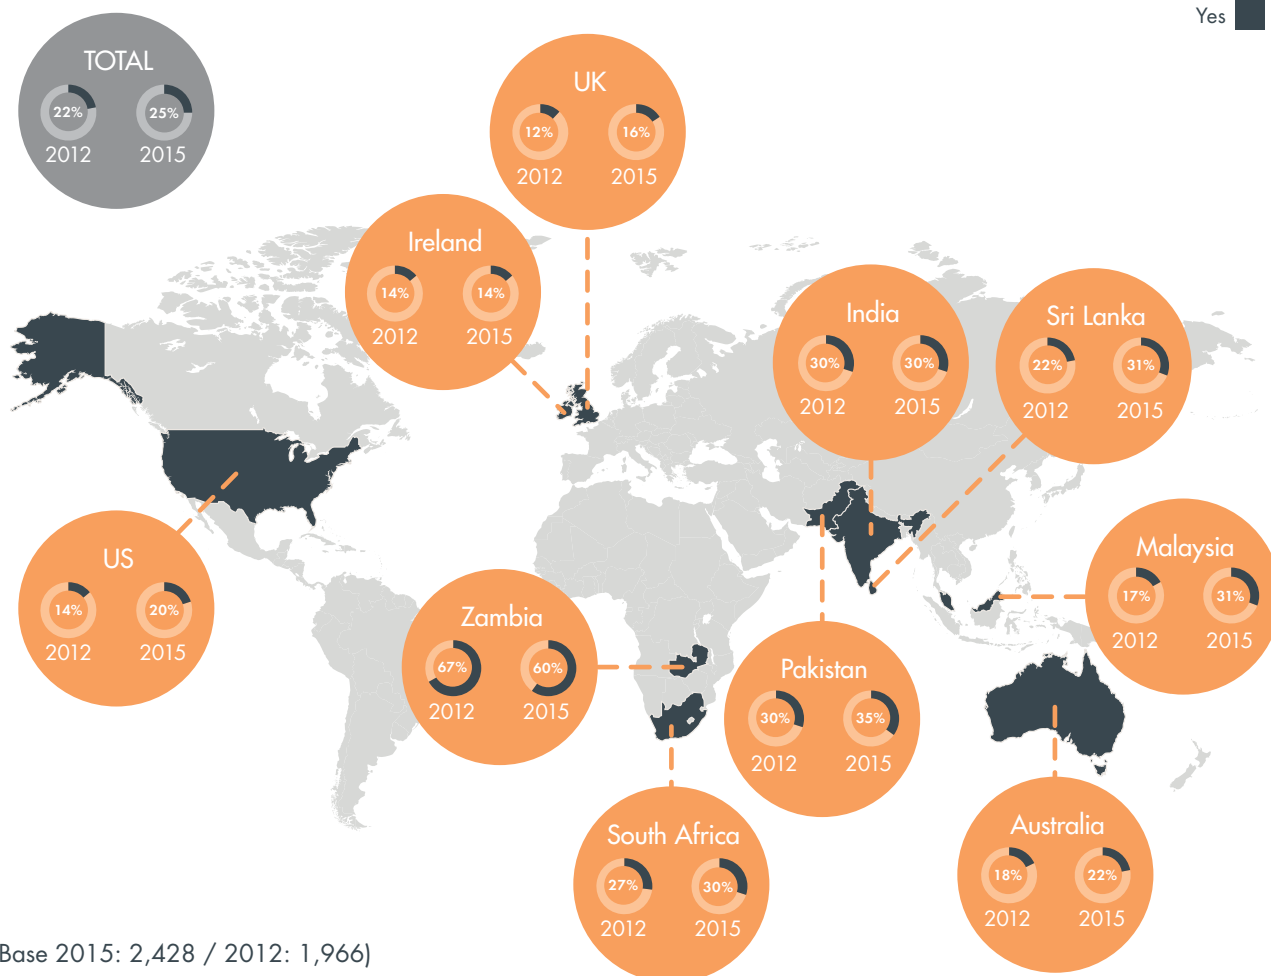 Yes
TOTAL
22% 25%
2012 2015
UK
12% 16%
2012 2015
Ireland
14% 14%
2012 2015
India
30% 30%
2012 2015
Sri Lanka
22% 31%
2012 2015
US
14% 20%
2012 2015
Zambia
67% 60%
2012 2015
Pakistan
30% 35%
2012 2015
Malaysia
17% 31%
2012 2015
South Africa
27% 30%
2012 2015
Australia
18% 22%
2012 2015
Base 2015: 2,428 / 2012: 1,966)